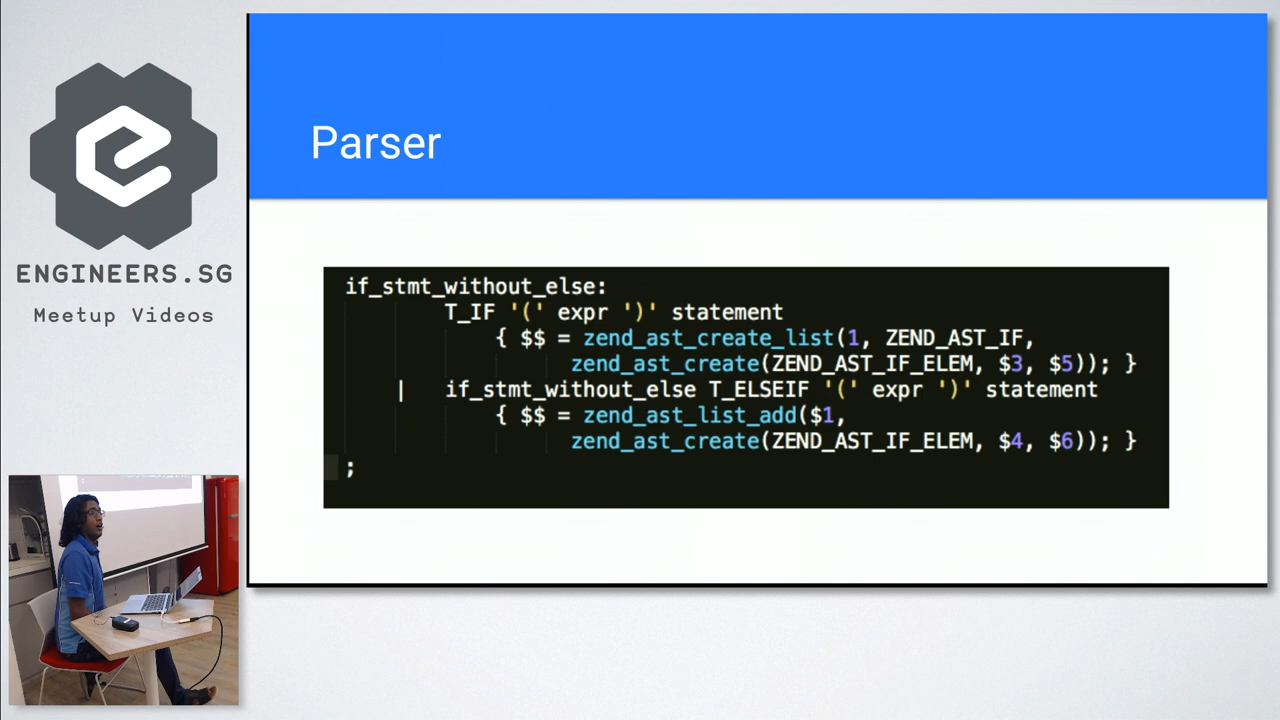 ENGINEERS.SG
Meetup Videos
Parser
if_stmt_without_else:
T_IF '(' expr ')' statement
{ $$ = zend_ast_create_list(1, ZEND_AST_IF,
zend_ast_create(ZEND_AST_IF_ELEM, $3, $5)); }
| if_stmt_without_else T_ELSEIF '(' expr ')' statement
{ $$ = zend_ast_list_add($1,
zend_ast_create(ZEND_AST_IF_ELEM, $4, $6)); }
;